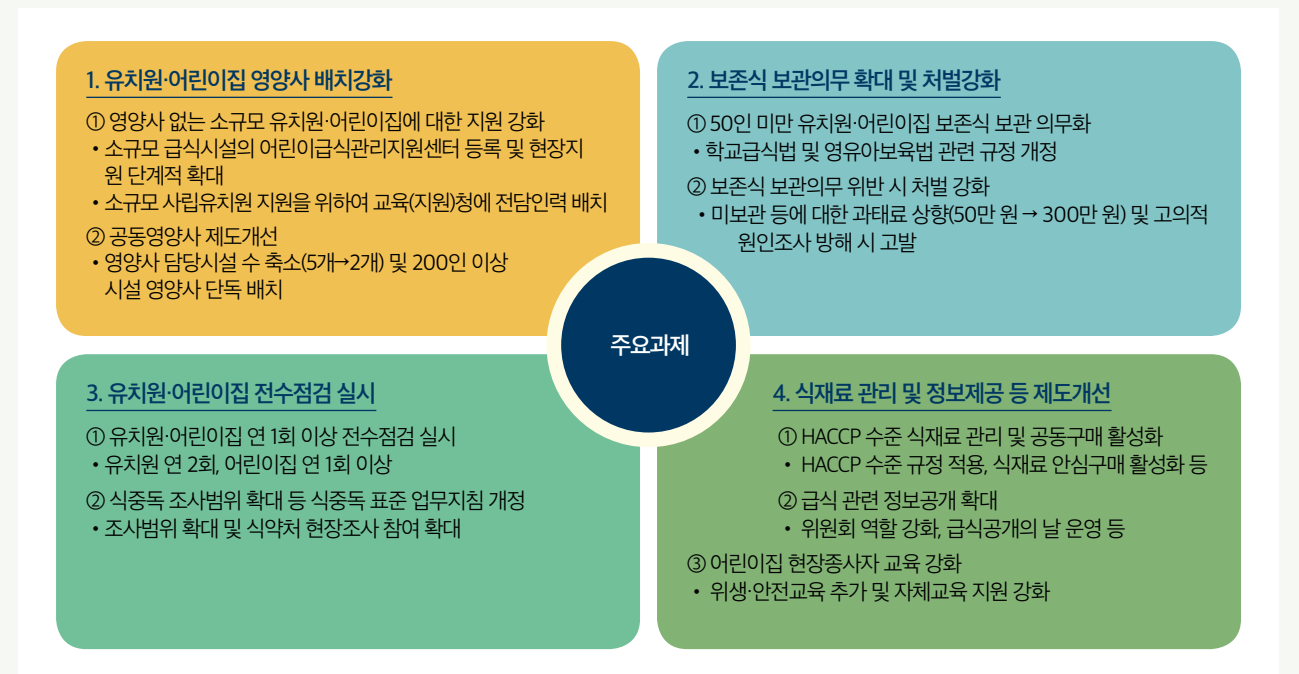 1. 유치원·어린이집 영양사 배치강화
① 영양사 없는 소규모 유치원·어린이집에 대한 지원 강화
• 소규모 급식시설의 어린이급식관리지원센터 등록 및 현장지
원 단계적 확대
• 소규모 사립유치원 지원을 위하여 교육(지원)청에 전담인력 배치
② 공동영양사 제도개선
• 영양사 담당시설 수 축소(5개→2개) 및 200인 이상
시설 영양사 단독 배치
2. 보존식 보관의무 확대 및 처벌강화
① 50인 미만 유치원·어린이집 보존식 보관 의무화
• 학교급식법 및 영유아보육법 관련 규정 개정
② 보존식 보관의무 위반 시 처벌 강화
• 미보관 등에 대한 과태료 상향(50만 원 → 300만 원) 및 고의적
원인조사 방해 시 고발
주요과제
3. 유치원·어린이집 전수점검 실시
① 유치원·어린이집 연 1회 이상 전수점검 실시
• 유치원 연 2회, 어린이집 연 1회 이상
② 식중독 조사범위 확대 등 식중독 표준 업무지침 개정
• 조사범위 확대 및 식약처 현장조사 참여 확대
4. 식재료 관리 및 정보제공 등 제도개선
① HACCP 수준 식재료 관리 및 공동구매 활성화
• HACCP 수준 규정 적용, 식재료 안심구매 활성화 등
② 급식 관련 정보공개 확대
• 위원회 역할 강화, 급식공개의 날 운영 등
③ 어린이집 현장종사자 교육 강화
• 위생·안전교육 추가 및 자체교육 지원 강화